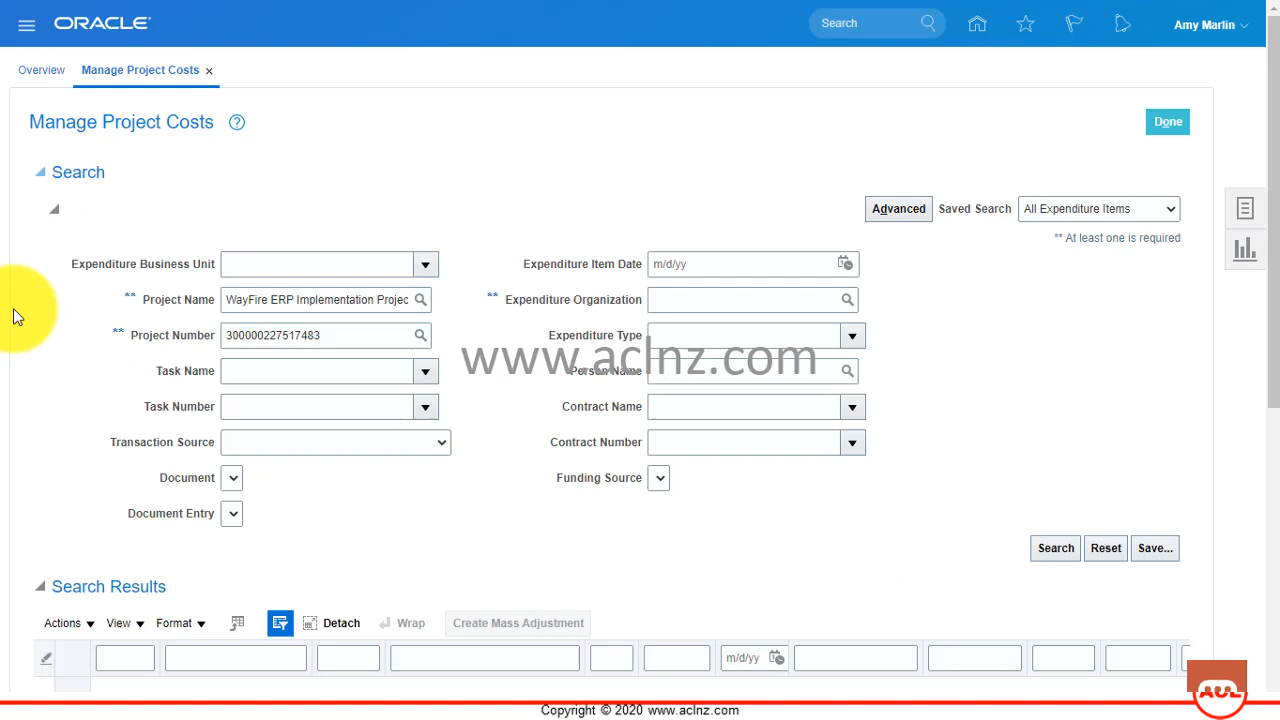 ORACLE®
Search
Amy Marlin
Overview
Manage Project Costs ×
Manage Project Costs ?
Done
Search
Advanced
Saved Search
All Expenditure Items
** At least one is required
Expenditure Business Unit
Expenditure Item Date
m/d/yy
** Project Name
WayFire ERP Implementation Projec
** Expenditure Organization
** Project Number
300000227517483
Expenditure Type
www.aclnz.com
Task Name
Person Name
Task Number
Contract Name
Transaction Source
Contract Number
Document
Funding Source
Document Entry
Search
Reset
Save...
Search Results
Actions
View
Format
Detach
Wrap
Create Mass Adjustment
m/d/yy
ACL
Copyright © 2020 www.aclnz.com